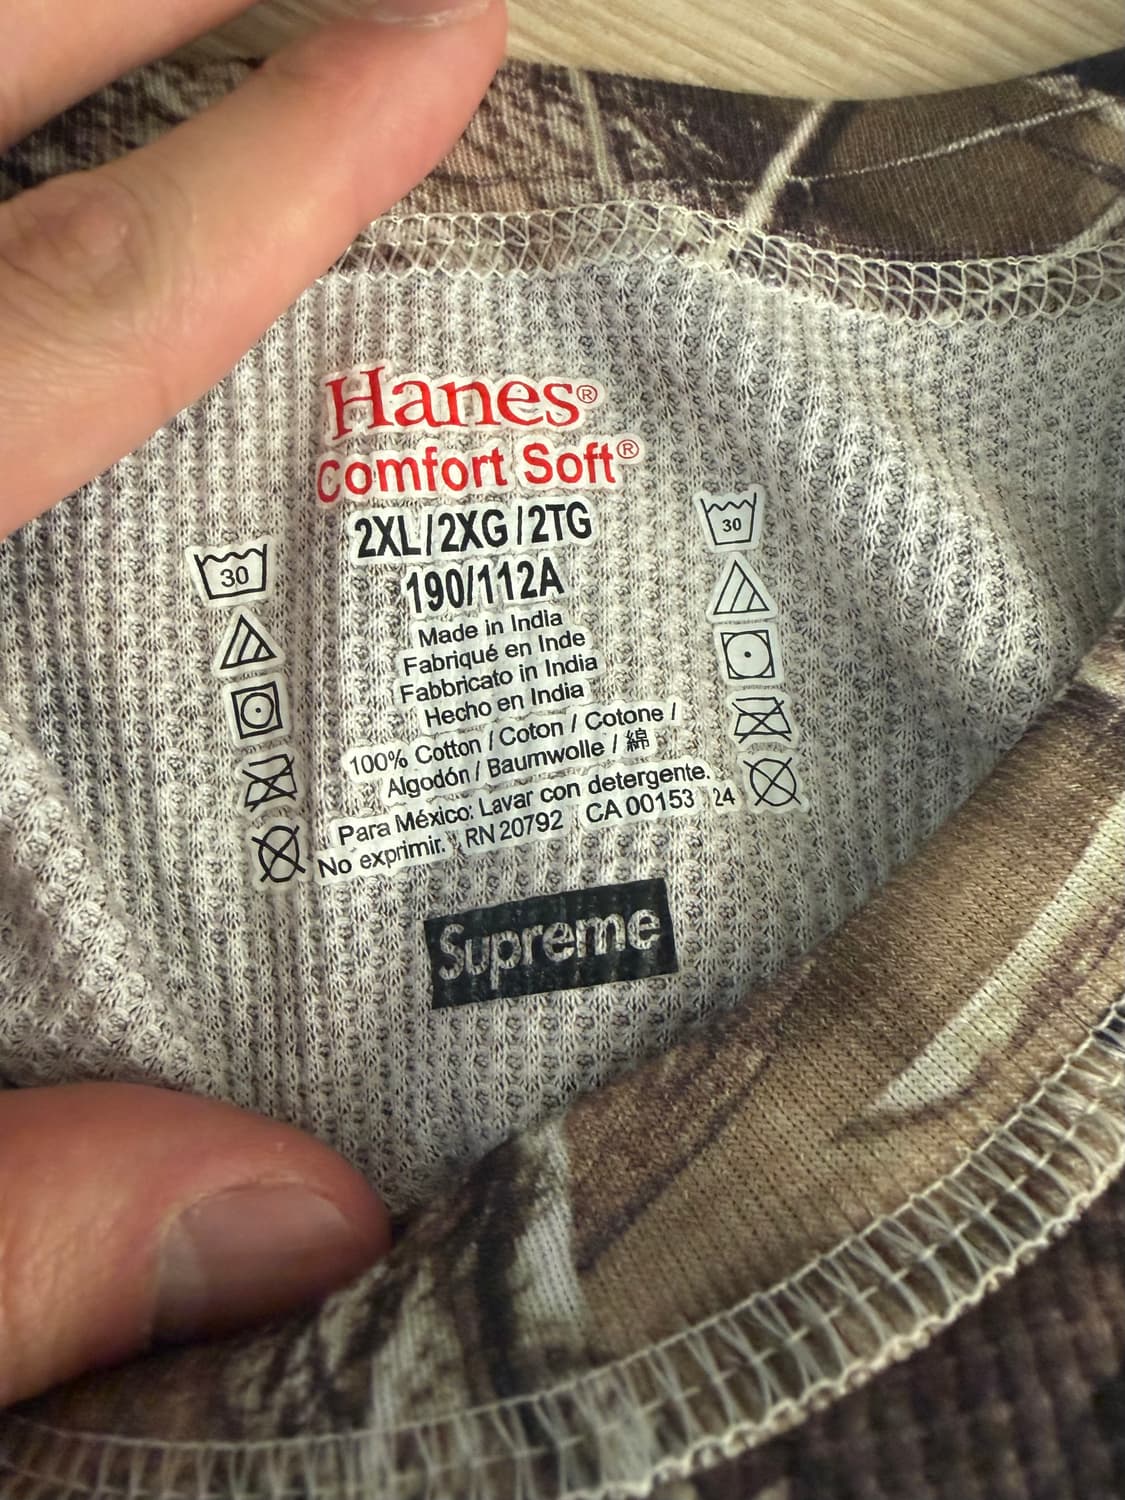 Hanes®
Comfort Soft®
2XL/2XG/2TG
190/112A
Made in India
Fabriqué en Inde
Fabbricato in India
Hecho en India
100% Cotton / Coton / Cotone /
Algodón / Baumwolle / 綿
Para México: Lavar con detergente.
No exprimir. RN 20792 CA 00153 24
30
30
Supreme